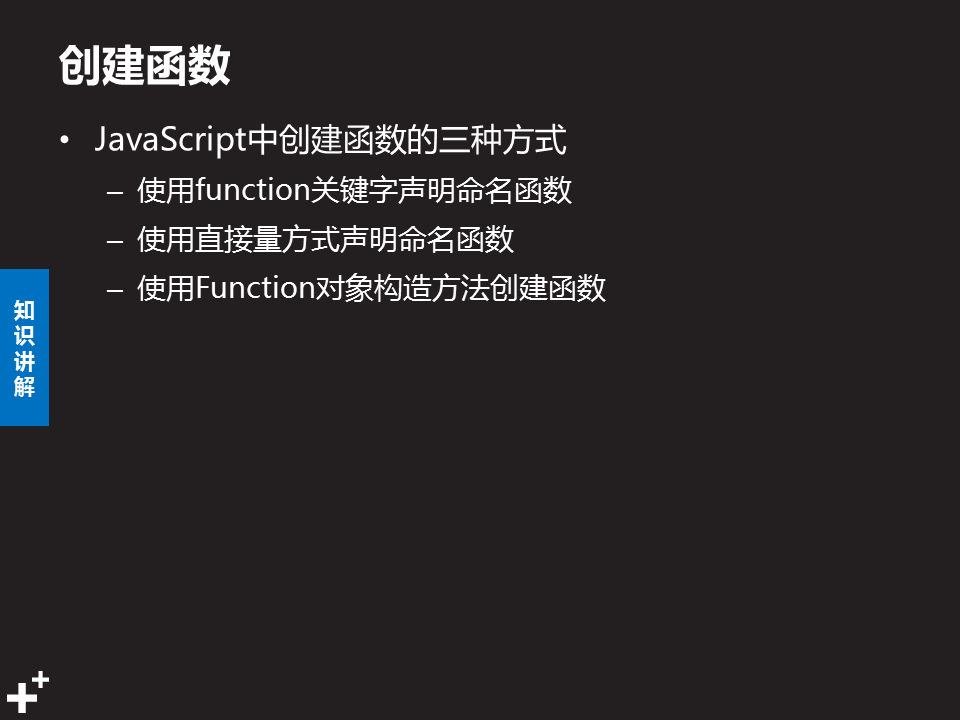 创建函数
• JavaScript中创建函数的三种方式
– 使用function关键字声明命名函数
– 使用直接量方式声明命名函数
– 使用Function对象构造方法创建函数
知识讲解